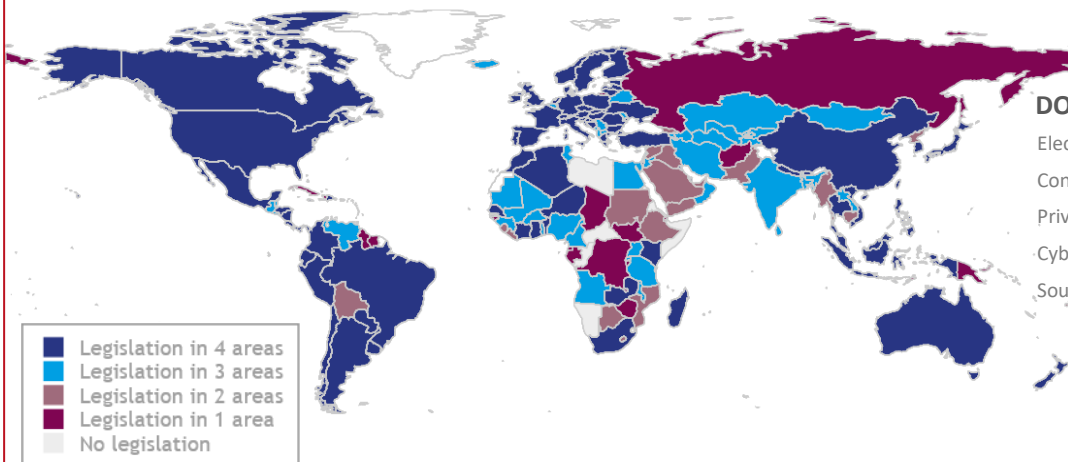 DO
Elec
Con
Priv
Cyb
Sou
Legislation in 4 areas
Legislation in 3 areas
Legislation in 2 areas
Legislation in 1 area
No legislation